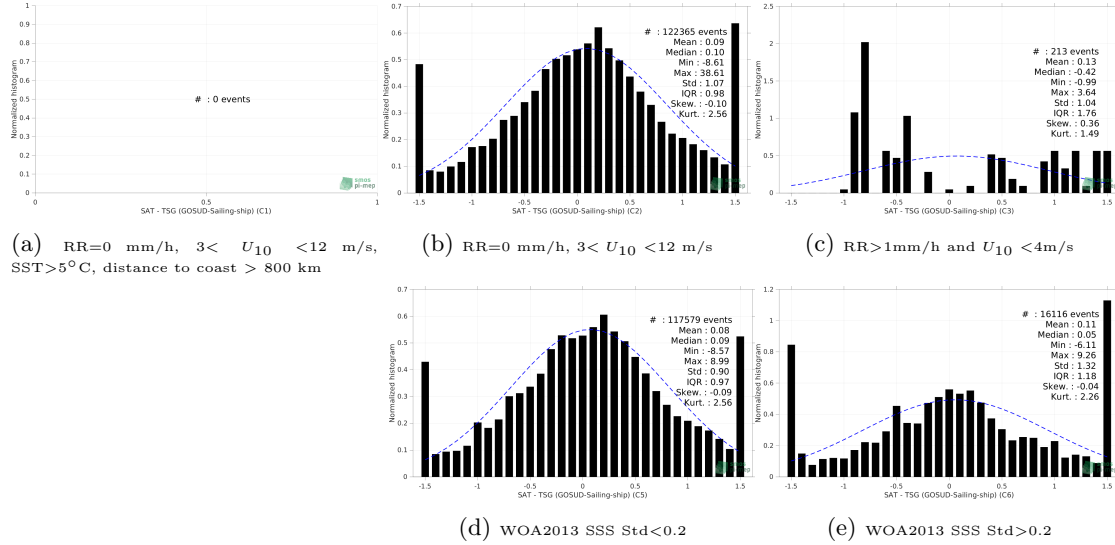 1
0.9
0.8
0.7
0.6
0.5
0.4
0.3
0.2
0.1
0
Normalized histogram
# : 0 events
smos
pi-mep
0 0.5 1
SAT - TSG (GOSUD-Sailing-ship) (C1)
(a) RR=0 mm/h, 3< U10 <12 m/s,
SST>5°C, distance to coast > 800 km
0.7
0.6
0.5
0.4
0.3
0.2
0.1
0
Normalized histogram
# : 122365 events
Mean : 0.09
Median : 0.10
Min : -8.61
Max : 38.61
Std : 1.07
IQR : 0.98
Skew. : -0.10
Kurt. : 2.56
-1.5 -1 -0.5 0 0.5 1 1.5
SAT - TSG (GOSUD-Sailing-ship) (C2)
(b) RR=0 mm/h, 3< U10 <12 m/s
2.5
2
1.5
1
0.5
0
Normalized histogram
# : 213 events
Mean : 0.13
Median : -0.42
Min : -0.99
Max : 3.64
Std : 1.04
IQR : 1.76
Skew. : 0.36
Kurt. : 1.49
-1.5 -1 -0.5 0 0.5 1 1.5
SAT - TSG (GOSUD-Sailing-ship) (C3)
(c) RR>1mm/h and U10 <4m/s
0.7
0.6
0.5
0.4
0.3
0.2
0.1
0
Normalized histogram
# : 117579 events
Mean : 0.08
Median : 0.09
Min : -8.57
Max : 8.99
Std : 0.90
IQR : 0.97
Skew. : -0.09
Kurt. : 2.56
-1.5 -1 -0.5 0 0.5 1 1.5
SAT - TSG (GOSUD-Sailing-ship) (C5)
(d) WOA2013 SSS Std<0.2
1.2
1
0.8
0.6
0.4
0.2
0
Normalized histogram
# : 16116 events
Mean : 0.11
Median : 0.05
Min : -6.11
Max : 9.26
Std : 1.32
IQR : 1.18
Skew. : -0.04
Kurt. : 2.26
-1.5 -1 -0.5 0 0.5 1 1.5
SAT - TSG (GOSUD-Sailing-ship) (C6)
(e) WOA2013 SSS Std>0.2